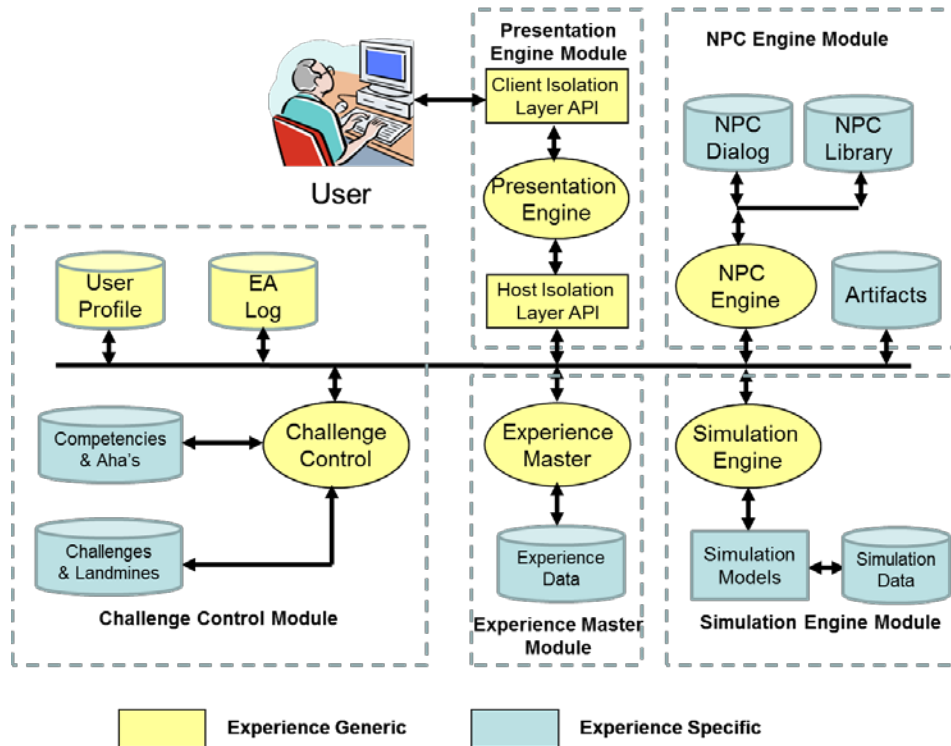 Presentation
Engine Module
NPC Engine Module
Client Isolation
Layer API
NPC
Dialog
NPC
Library
User
Presentation
Engine
User
Profile
EA
Log
Host Isolation
Layer API
NPC
Engine
Artifacts
Competencies
& Aha's
Challenge
Control
Experience
Master
Simulation
Engine
Challenges
& Landmines
Experience
Data
Simulation
Models
Simulation
Data
Challenge Control Module
Experience Master
Module
Simulation Engine Module
Experience Generic
Experience Specific